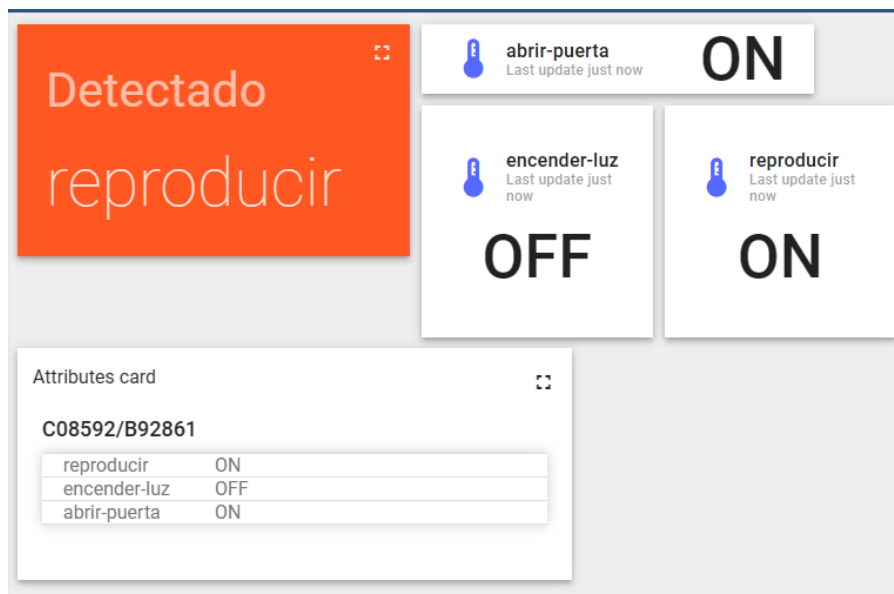 Detectado
reproducir
abrir-puerta
Last update just now
ON
encender-luz
Last update just
now
OFF
reproducir
Last update just
now
ON
Attributes card
C08592/B92861
reproducir ON
encender-luz OFF
abrir-puerta ON